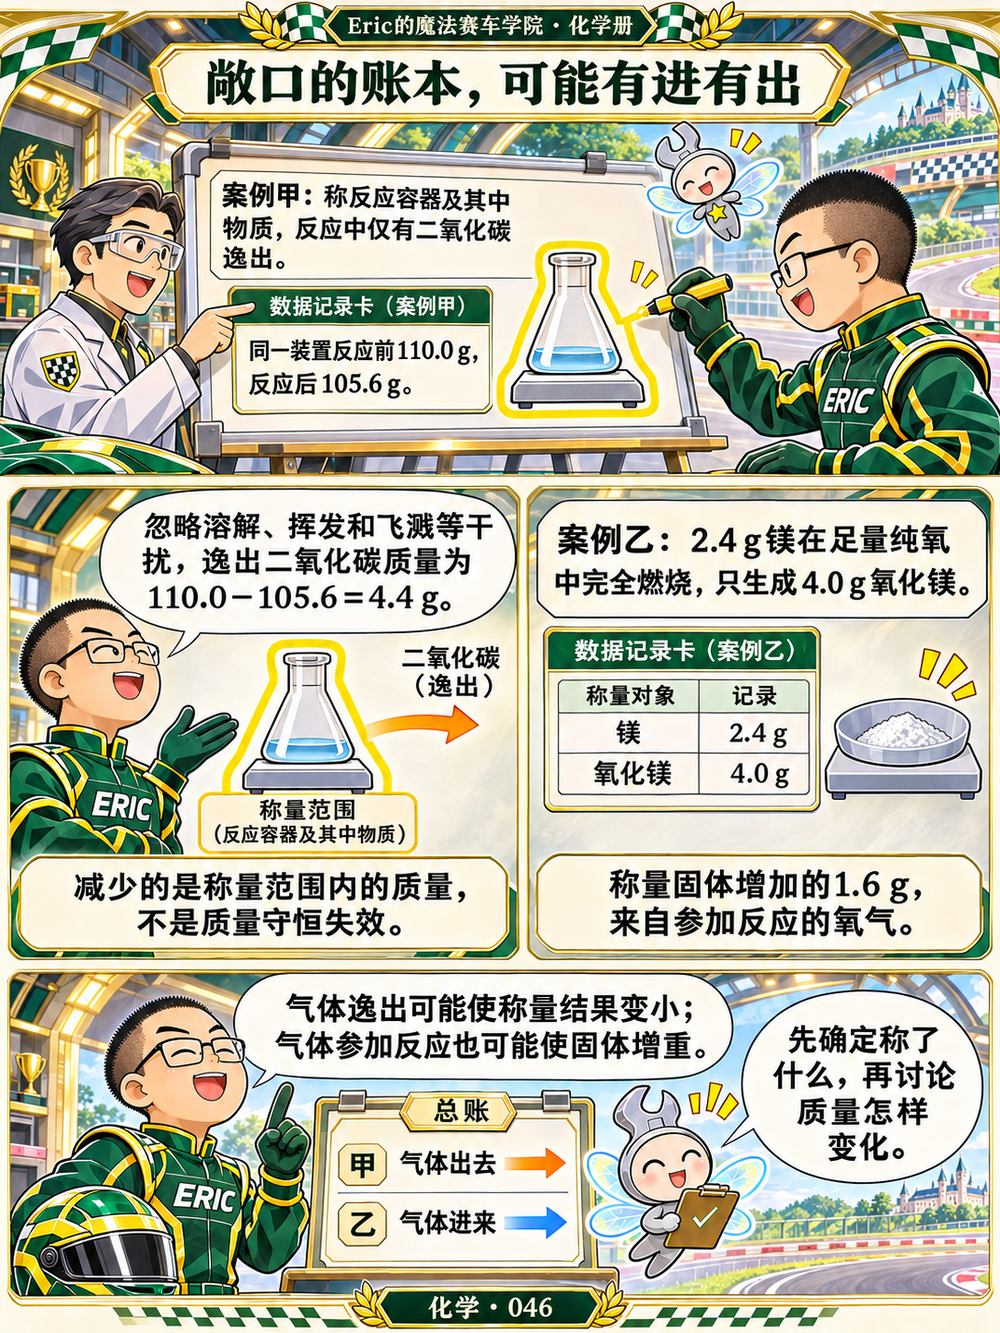 Eric的魔法赛车学院·化学册
敞口的账本，可能有进有出
案例甲：称反应容器及其中
物质，反应中仅有二氧化碳
逸出。
数据记录卡（案例甲）
同一装置反应前110.0 g，
反应后 105.6 g。
ERIC
忽略溶解、挥发和飞溅等干
扰，逸出二氧化碳质量为
110.0－105.6＝4.4 g。
二氧化碳
（逸出）
ERIC
称量范围
（反应容器及其中物质）
减少的是称量范围内的质量，
不是质量守恒失效。
案例乙：2.4 g镁在足量纯氧
中完全燃烧，只生成 4.0 g 氧化镁。
数据记录卡（案例乙）
称量对象 记录
镁 2.4 g
氧化镁 4.0 g
称量固体增加的1.6 g，
来自参加反应的氧气。
气体逸出可能使称量结果变小；
气体参加反应也可能使固体增重。
先确定称了
什么，再讨论
质量怎样
变化。
总账
甲 气体出去
乙 气体进来
ERIC
化学·046